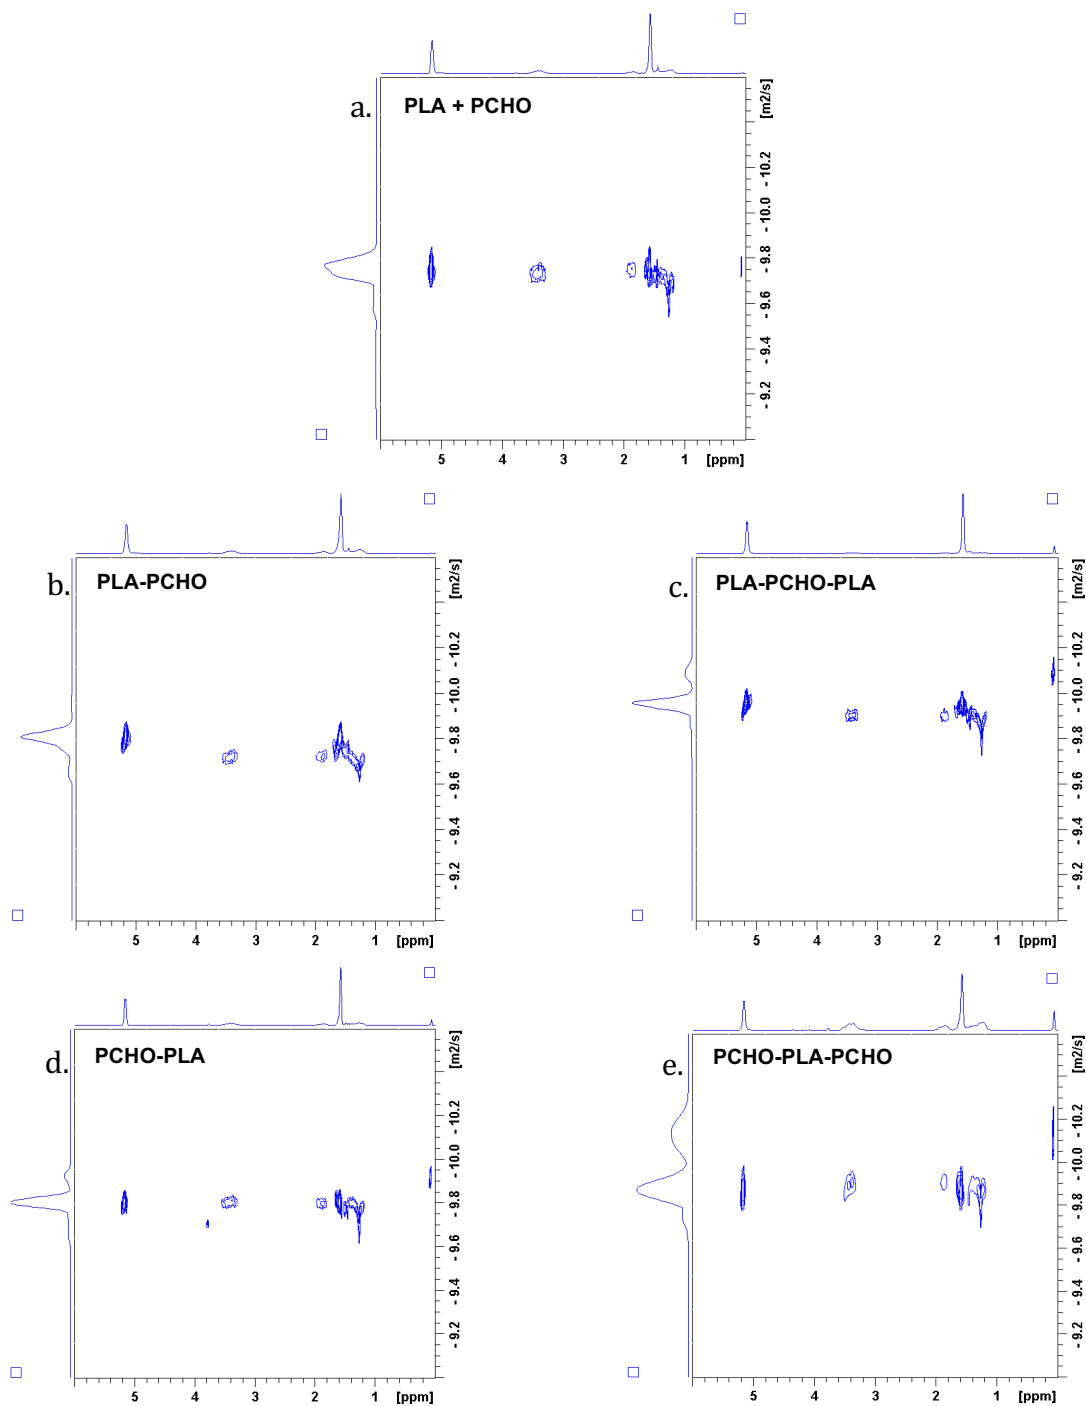 a.
PLA + PCHO
[m2/s]
- 10.2
- 10.0
- 9.8
- 9.6
- 9.4
- 9.2
5 4 3 2 1 [ppm]
b.
PLA-PCHO
[m2/s]
- 10.2
- 10.0
- 9.8
- 9.6
- 9.4
- 9.2
5 4 3 2 1 [ppm]
c.
PLA-PCHO-PLA
[m2/s]
- 10.2
- 10.0
- 9.8
- 9.6
- 9.4
- 9.2
5 4 3 2 1 [ppm]
d.
PCHO-PLA
[m2/s]
- 10.2
- 10.0
- 9.8
- 9.6
- 9.4
- 9.2
5 4 3 2 1 [ppm]
e.
PCHO-PLA-PCHO
[m2/s]
- 10.2
- 10.0
- 9.8
- 9.6
- 9.4
- 9.2
5 4 3 2 1 [ppm]